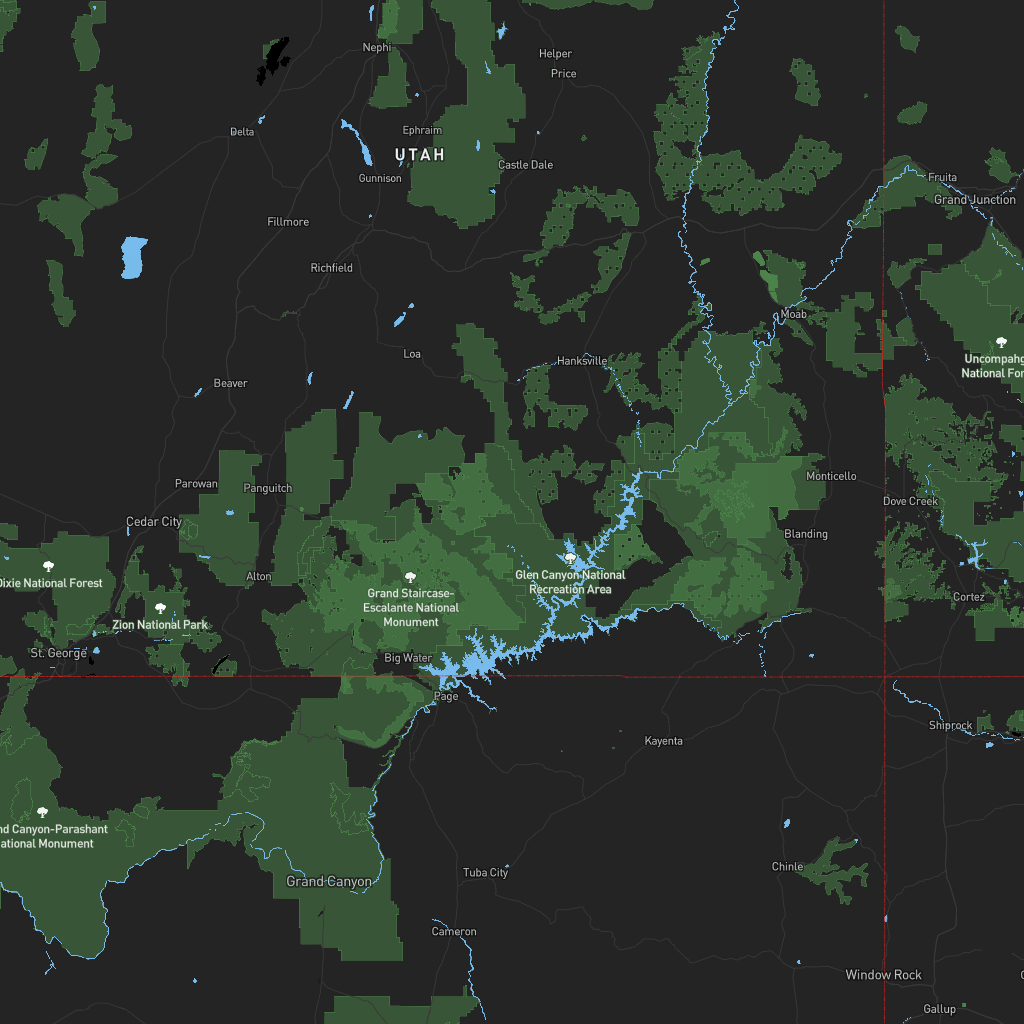 Nephi
Helper
Price
Delta
Ephraim
UTAH
Castle Dale
Gunnison
Fruita
Grand Junction
Fillmore
Richfield
Moab
Loa
Hanksville
Uncompahg
National For
Beaver
Parowan
Panguitch
Monticello
Dove Creek
Cedar City
Blanding
Dixie National Forest
Alton
Grand Staircase-
Escalante National
Monument
Glen Canyon National
Recreation Area
Cortez
Zion National Park
St. George
Big Water
Page
Shiprock
Kayenta
nd Canyon-Parashant
ational Monument
Chinle
Tuba City
Grand Canyon
Cameron
Window Rock
Gallup